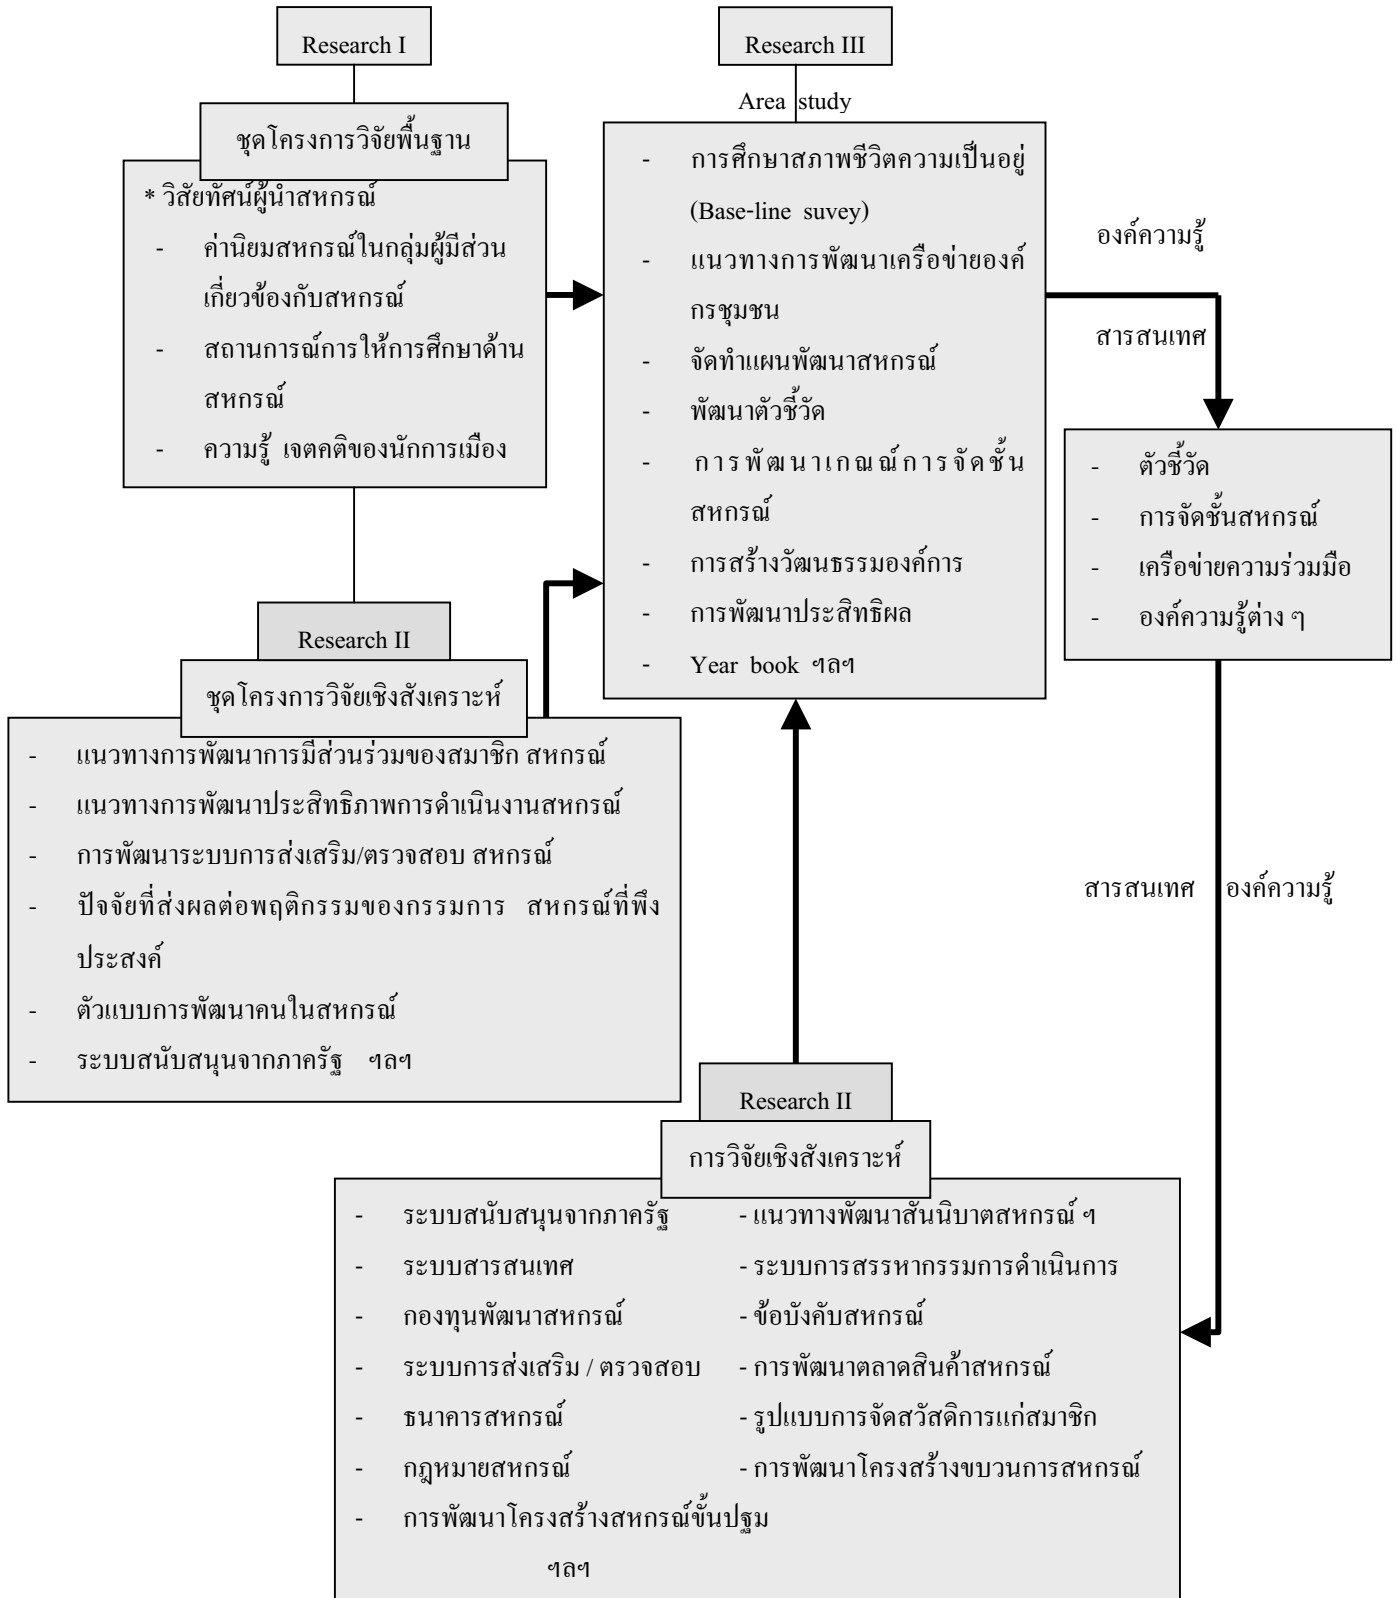 Research I
ชุดโครงการวิจัยพื้นฐาน
* วิสัยทัศน์ผู้นำสหกรณ์
- ค่านิยมสหกรณ์ในกลุ่มผู้มีส่วน
เกี่ยวข้องกับสหกรณ์
- สถานการณ์การให้การศึกษาด้าน
สหกรณ์
- ความรู้ เจตคติของนักการเมือง
Research II
ชุดโครงการวิจัยเชิงสังเคราะห์
- แนวทางการพัฒนาการมีส่วนร่วมของสมาชิก สหกรณ์
- แนวทางการพัฒนาประสิทธิภาพการดำเนินงานสหกรณ์
- การพัฒนาระบบการส่งเสริม/ตรวจสอบ สหกรณ์
- ปัจจัยที่ส่งผลต่อพฤติกรรมของกรรมการ สหกรณ์ที่พึง
ประสงค์
- ตัวแบบการพัฒนาคนในสหกรณ์
- ระบบสนับสนุนจากภาครัฐ ฯลฯ
Research III
Area study
- การศึกษาสภาพชีวิตความเป็นอยู่
(Base-line suvey)
- แนวทางการพัฒนาเครือข่ายองค์
กรชุมชน
- จัดทำแผนพัฒนาสหกรณ์
- พัฒนาตัวชี้วัด
- การพัฒนาเกณณ์การจัดชั้น
สหกรณ์
- การสร้างวัฒนธรรมองค์การ
- การพัฒนาประสิทธิผล
- Year book ฯลฯ
องค์ความรู้
สารสนเทศ
- ตัวชี้วัด
- การจัดชั้นสหกรณ์
- เครือข่ายความร่วมมือ
- องค์ความรู้ต่าง ๆ
สารสนเทศ องค์ความรู้
Research II
การวิจัยเชิงสังเคราะห์
- ระบบสนับสนุนจากภาครัฐ - แนวทางพัฒนาสันนิบาตสหกรณ์ ฯ
- ระบบสารสนเทศ - ระบบการสรรหากรรมการดำเนินการ
- กองทุนพัฒนาสหกรณ์ - ข้อบังคับสหกรณ์
- ระบบการส่งเสริม / ตรวจสอบ - การพัฒนาตลาดสินค้าสหกรณ์
- ธนาคารสหกรณ์ - รูปแบบการจัดสวัสดิการแก่สมาชิก
- กฎหมายสหกรณ์ - การพัฒนาโครงสร้างขบวนการสหกรณ์
- การพัฒนาโครงสร้างสหกรณ์ขั้นปฐม
ฯลฯ